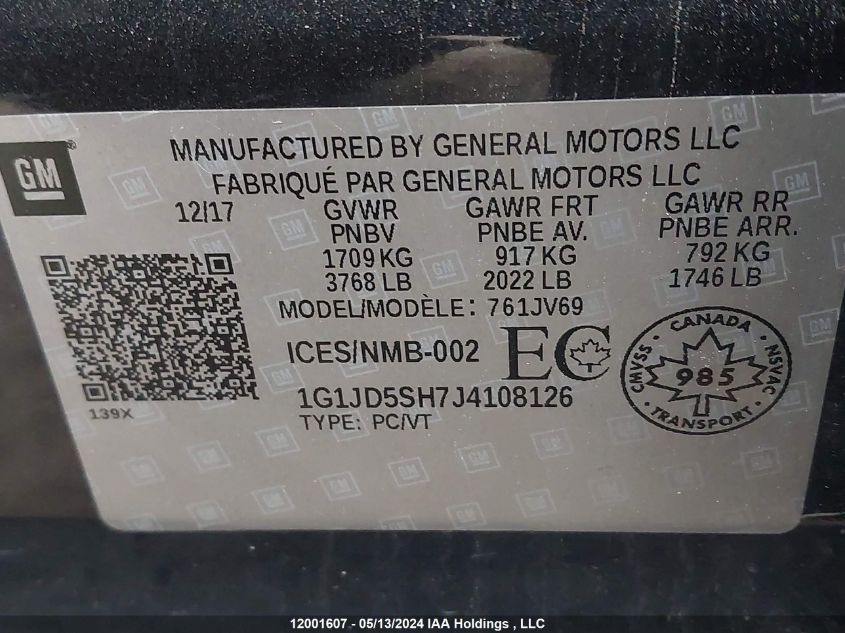 GM
MANUFACTURED BY GENERAL MOTORS LLC
FABRIQUÉ PAR GENERAL MOTORS LLC
12/17 GVWR GAWR FRT GAWR RR
PNBV PNBE AV. PNBE ARR.
1709 KG 917 KG 792 KG
3768 LB 2022 LB 1746 LB
MODEL/MODÈLE: 761JV69
ICES/NMB-002 EC
CANADA
CMVSS 985 NSVAC
TRANSPORT
1G1JD5SH7J4108126
139X
TYPE: PC/VT
12001607 - 05/13/2024 IAA Holdings , LLC